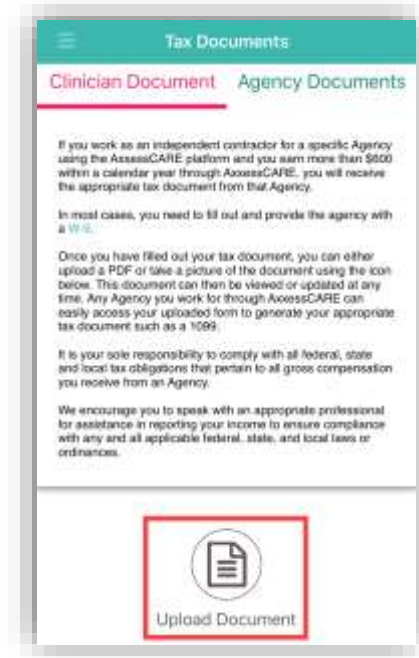 Tax Documents
Clinician Document Agency Documents
If you work as an independent contractor for a specific Agency
using the AxxessCARE platform and you earn more than $600
within a calendar year through AxxessCARE, you will receive
the appropriate tax document from that Agency.
In most cases, you need to fill out and provide the agency with
a W-9.
Once you have filled out your tax document, you can either
upload a PDF or take a picture of the document using the icon
below. This document can then be viewed or updated at any
time. Any Agency you work for through AxxessCARE can
easily access your uploaded form to generate your appropriate
tax document such as a 1099.
It is your sole responsibility to comply with all federal, state
and local tax obligations that pertain to all gross compensation
you receive from an Agency.
We encourage you to speak with an appropriate professional
for assistance in reporting your income to ensure compliance
with any and all applicable federal, state, and local laws or
ordinances.
Upload Document